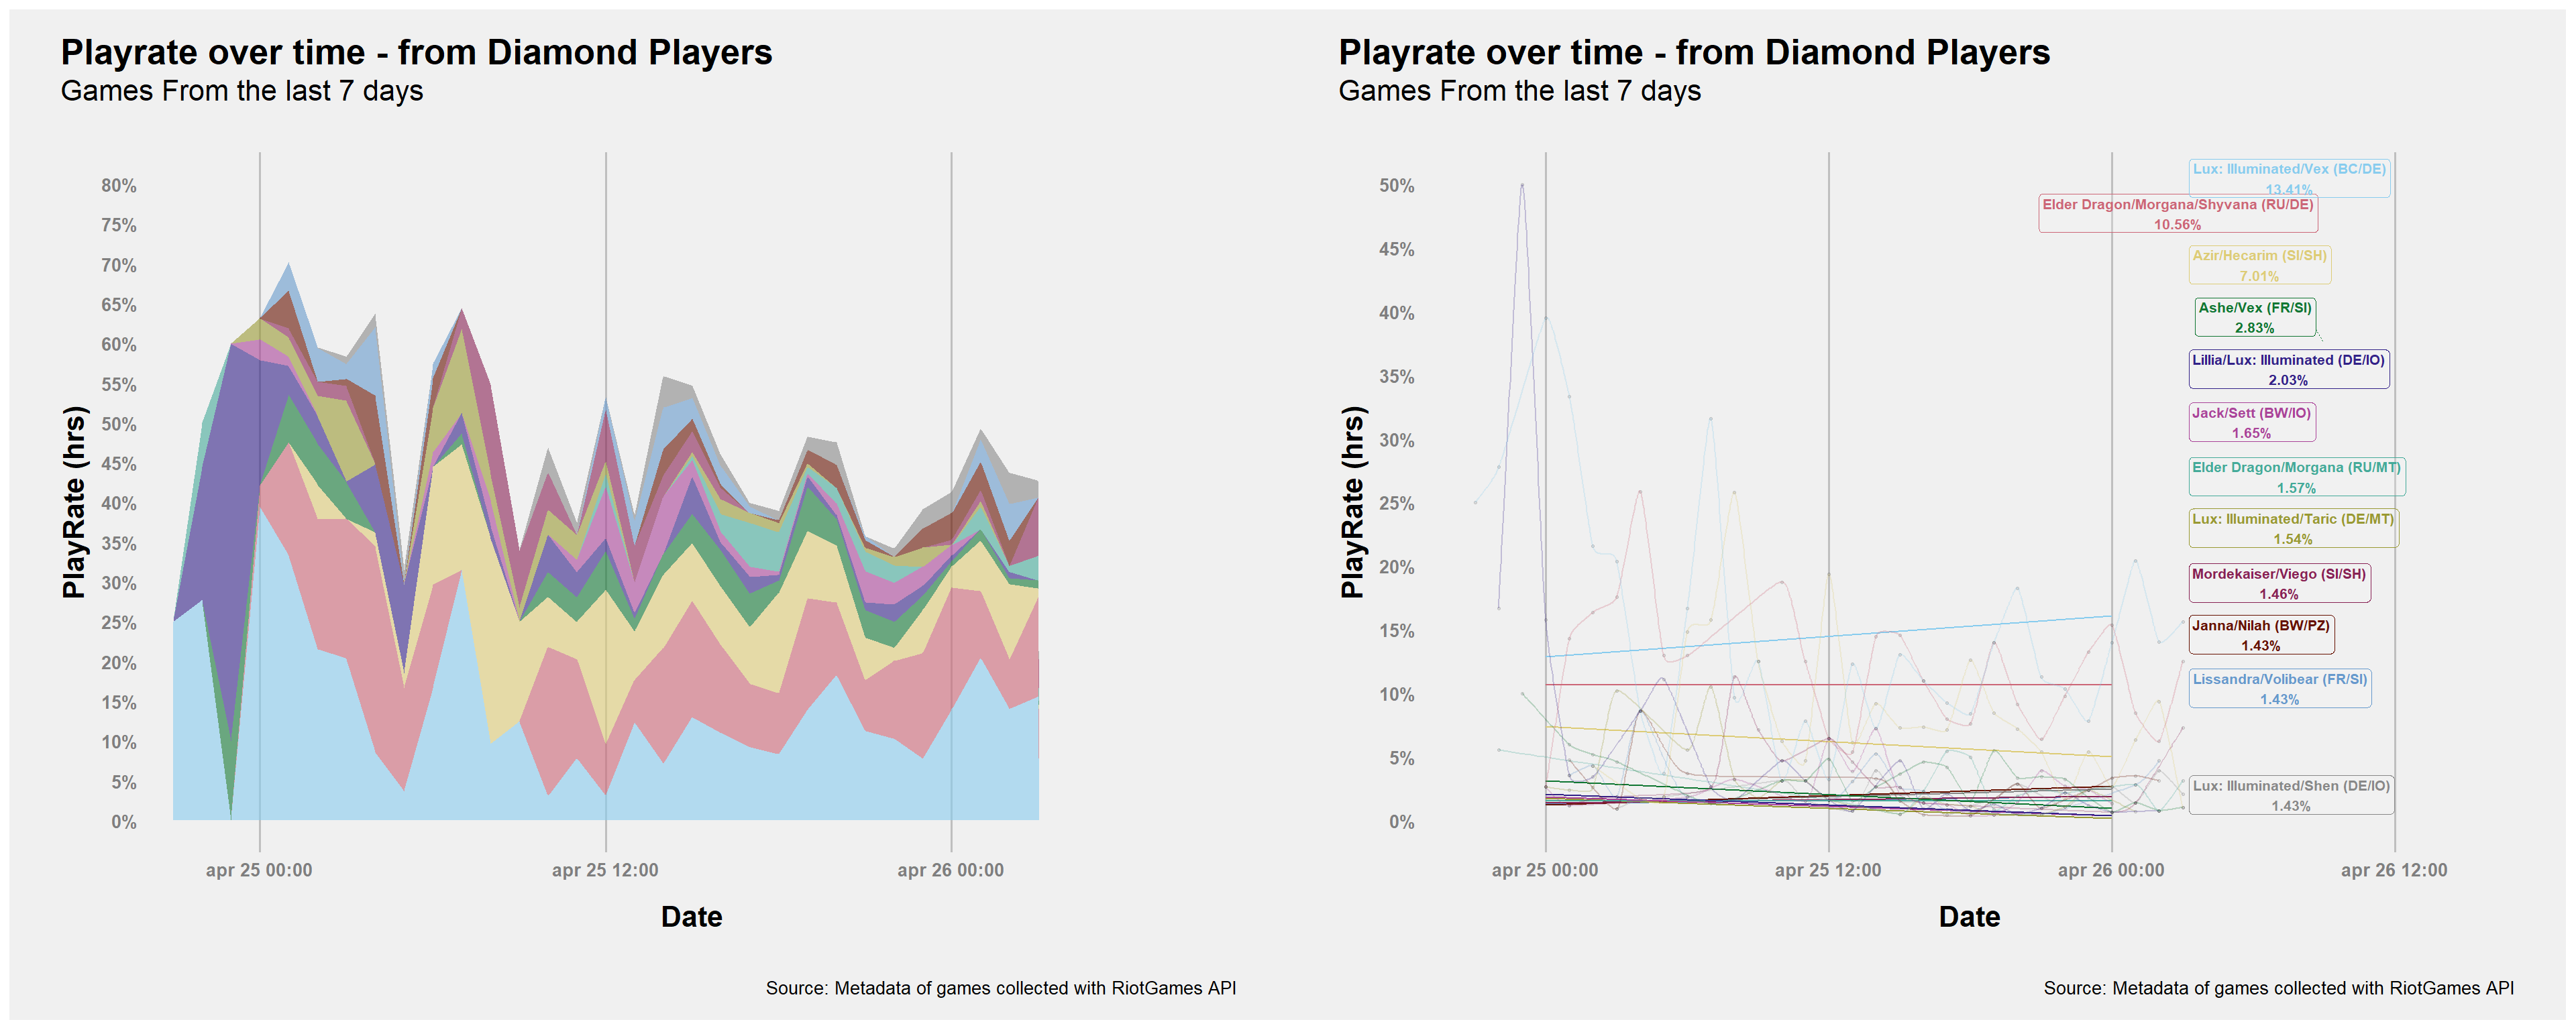 Playrate over time - from Diamond Players
Games From the last 7 days
PlayRate (hrs)
80%
75%
70%
65%
60%
55%
50%
45%
40%
35%
30%
25%
20%
15%
10%
5%
0%
apr 25 00:00
apr 25 12:00
apr 26 00:00
Date
Source: Metadata of games collected with RiotGames API
Playrate over time - from Diamond Players
Games From the last 7 days
PlayRate (hrs)
50%
45%
40%
35%
30%
25%
20%
15%
10%
5%
0%
Lux: Illuminated/Vex (BC/DE)
13.41%
Elder Dragon/Morgana/Shyvana (RU/DE)
10.56%
Azir/Hecarim (SI/SH)
7.01%
Ashe/Vex (FR/SI)
2.83%
Lillia/Lux: Illuminated (DE/IO)
2.03%
Jack/Sett (BW/IO)
1.65%
Elder Dragon/Morgana (RU/MT)
1.57%
Lux: Illuminated/Taric (DE/MT)
1.54%
Mordekaiser/Viego (SI/SH)
1.46%
Janna/Nilah (BW/PZ)
1.43%
Lissandra/Volibear (FR/SI)
1.43%
Lux: Illuminated/Shen (DE/IO)
1.43%
apr 25 00:00
apr 25 12:00
apr 26 00:00
apr 26 12:00
Date
Source: Metadata of games collected with RiotGames API